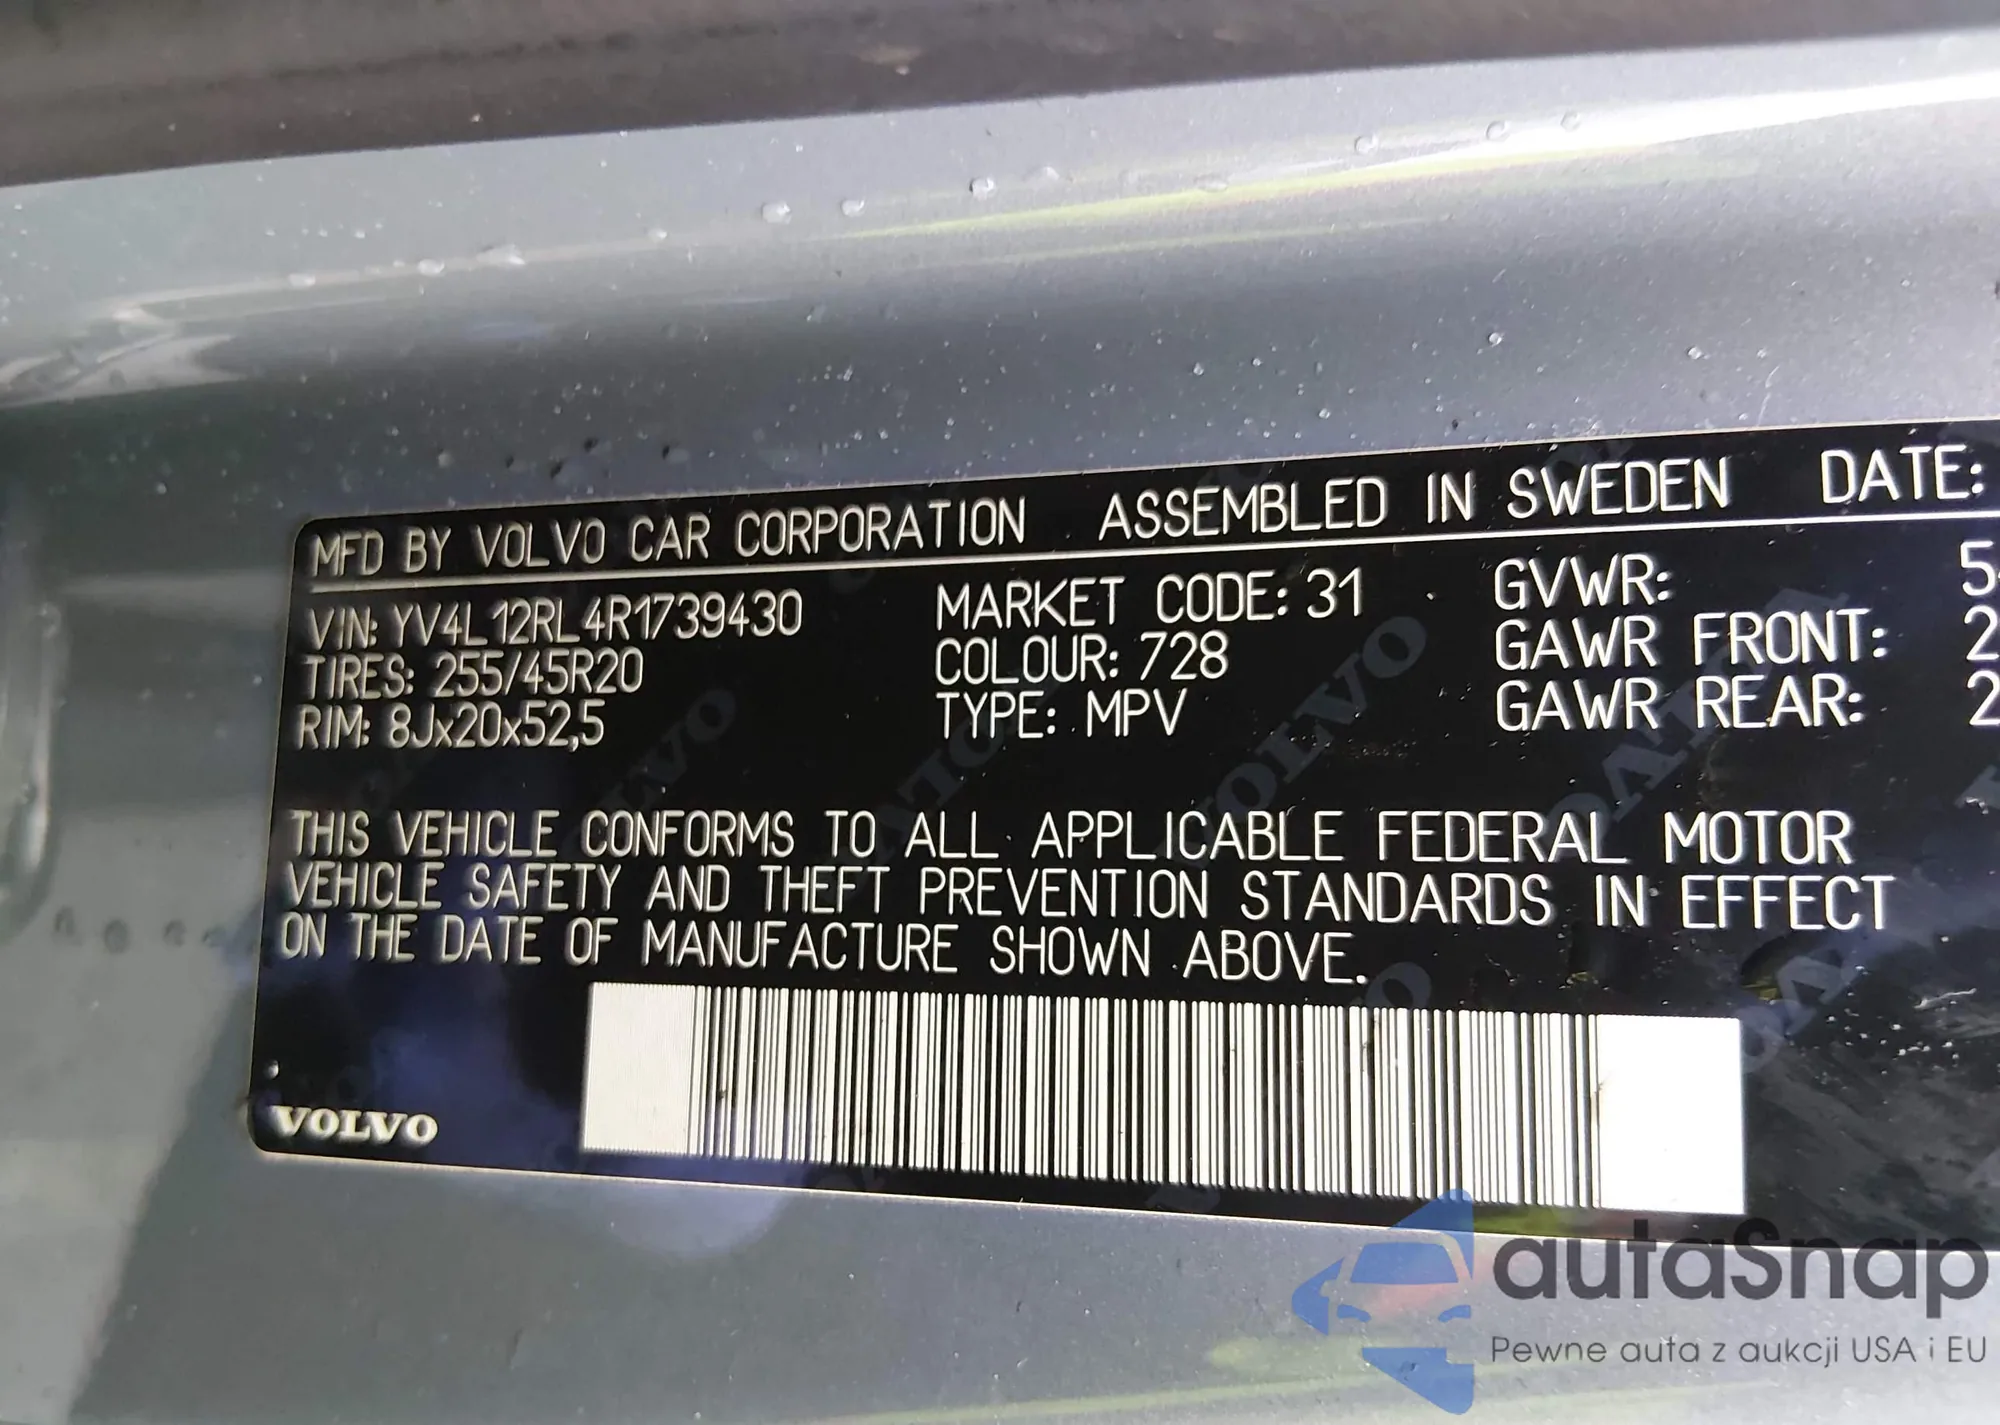 MFD BY VOLVO CAR CORPORATION ASSEMBLED IN SWEDEN DATE:
VIN: YV4L12RL4R1739430 MARKET CODE: 31 GVWR: 5
TIRES: 255/45R20 COLOUR: 728 GAWR FRONT: 2
RIM: 8Jx20x52,5 TYPE: MPV GAWR REAR: 2
THIS VEHICLE CONFORMS TO ALL APPLICABLE FEDERAL MOTOR
VEHICLE SAFETY AND THEFT PREVENTION STANDARDS IN EFFECT
ON THE DATE OF MANUFACTURE SHOWN ABOVE.
VOLVO
autaSnap
Pewne auta z aukcji USA i EU